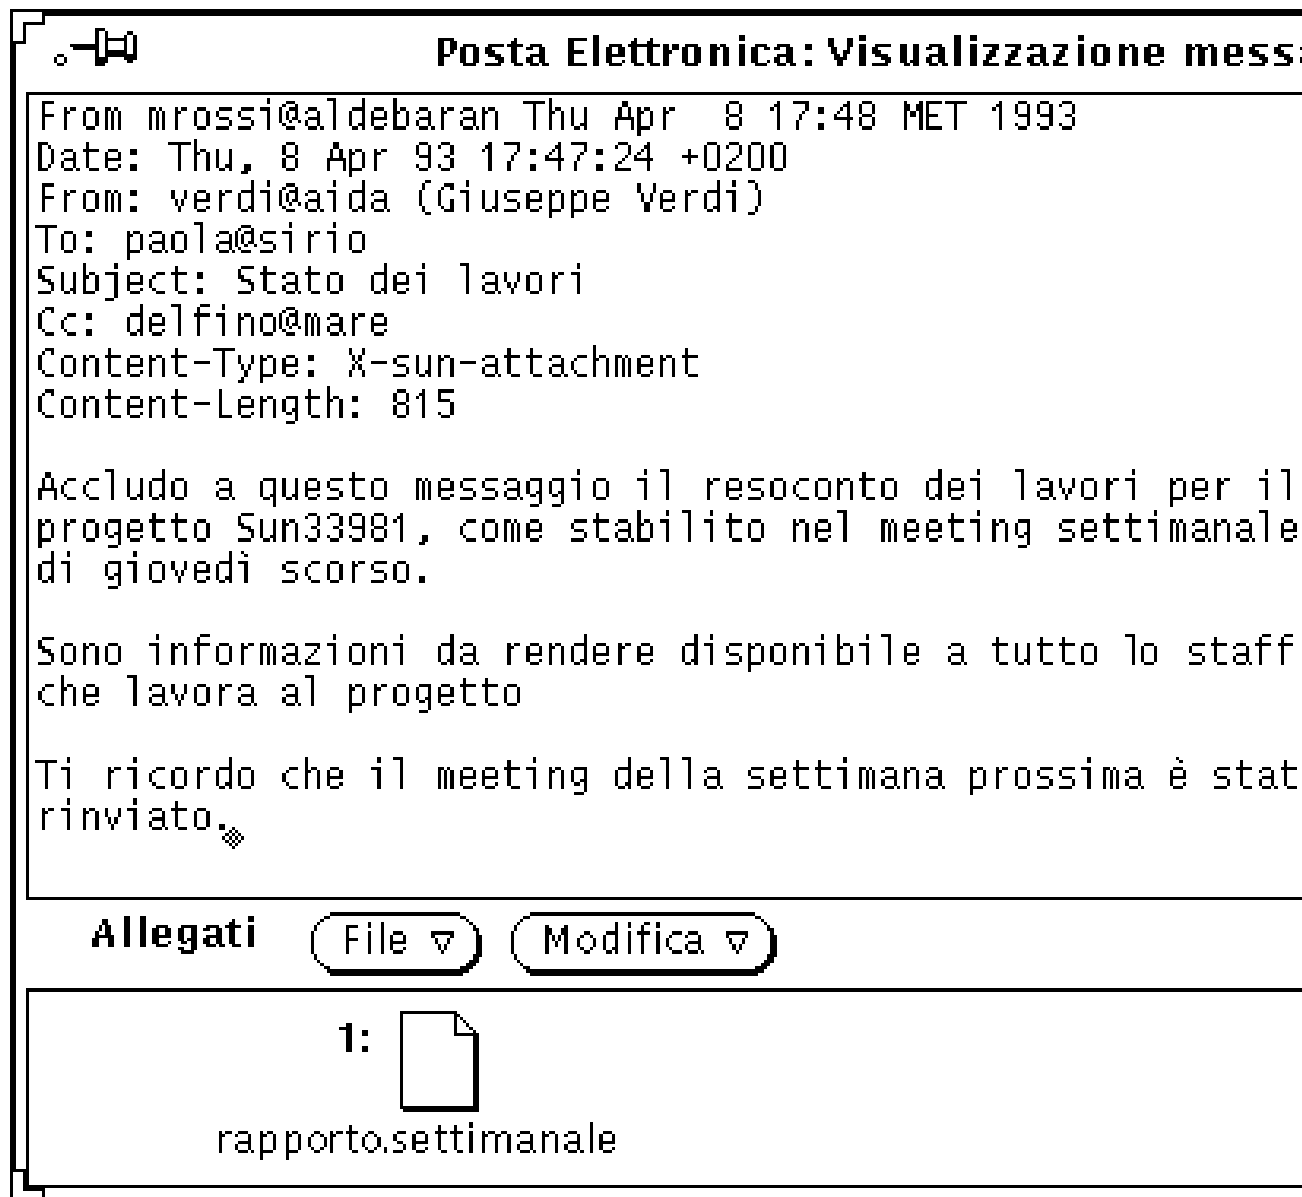 Posta Elettronica: Visualizzazione messa
From mrossi@aldebaran Thu Apr  8 17:48 MET 1993
Date: Thu, 8 Apr 93 17:47:24 +0200
From: verdi@aida (Giuseppe Verdi)
To: paola@sirio
Subject: Stato dei lavori
Cc: delfino@mare
Content-Type: X-sun-attachment
Content-Length: 815
Accludo a questo messaggio il resoconto dei lavori per il
progetto Sun33981, come stabilito nel meeting settimanale
di giovedì scorso.
Sono informazioni da rendere disponibile a tutto lo staff
che lavora al progetto
Ti ricordo che il meeting della settimana prossima è stat
rinviato.
Allegati File Modifica
1:
rapporto.settimanale